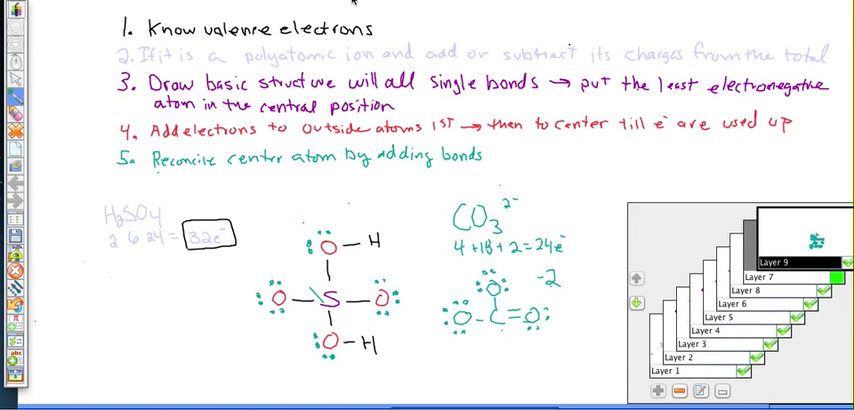 1. Know valence electrons
2. If it is a polyatomic ion and add or subtract its charges from the total
3. Draw basic structure will all single bonds → put the least electronegative
atom in the central position
4. Add electrons to outside atoms 1ST → then to center till e⁻ are used up
5. Reconcile center atom by adding bonds
H₂SO₄
2 6 24 = 32e⁻
O – H
O – S – O
O – H
CO₃²⁻
4 + 18 + 2 = 24e⁻
-2
O
O - C = O
Layer 9
Layer 7
Layer 8
Layer 6
Layer 5
Layer 4
Layer 3
Layer 2
Layer 1